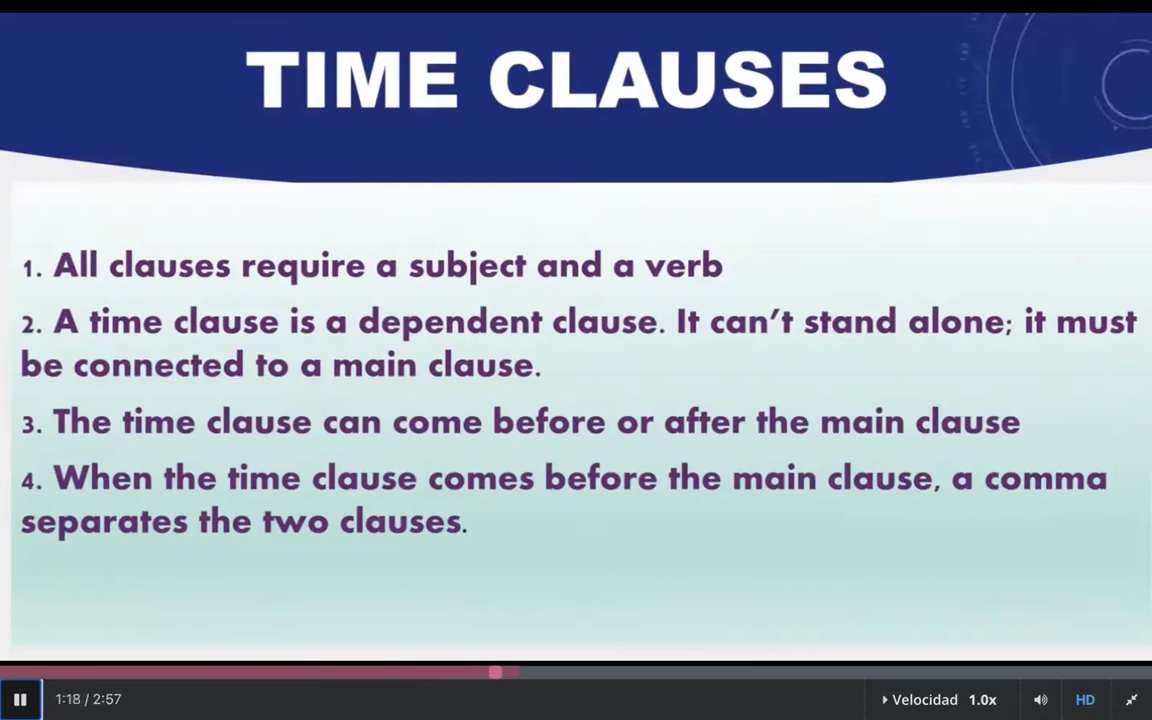 TIME CLAUSES
1. All clauses require a subject and a verb
2. A time clause is a dependent clause. It can't stand alone; it must
be connected to a main clause.
3. The time clause can come before or after the main clause
4. When the time clause comes before the main clause, a comma
separates the two clauses.
1:18 / 2:57 Velocidad 1.0x HD